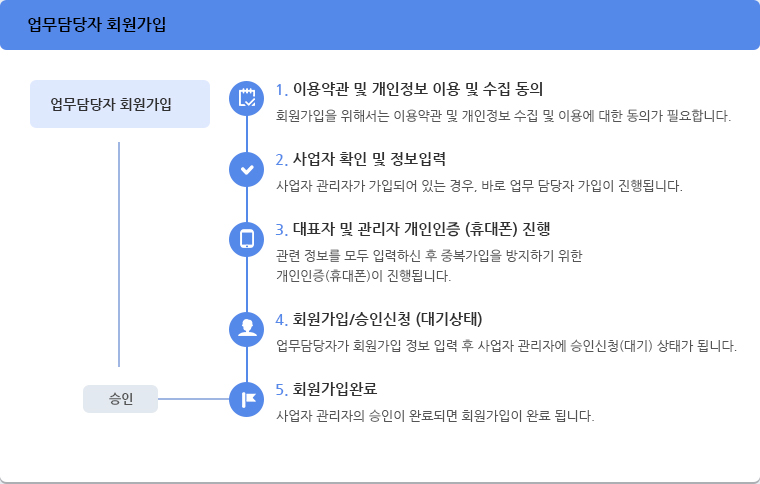 업무담당자 회원가입
업무담당자 회원가입
1. 이용약관 및 개인정보 이용 및 수집 동의
회원가입을 위해서는 이용약관 및 개인정보 수집 및 이용에 대한 동의가 필요합니다.
2. 사업자 확인 및 정보입력
사업자 관리자가 가입되어 있는 경우, 바로 업무 담당자 가입이 진행됩니다.
3. 대표자 및 관리자 개인인증 (휴대폰) 진행
관련 정보를 모두 입력하신 후 중복가입을 방지하기 위한
개인인증(휴대폰)이 진행됩니다.
4. 회원가입/승인신청 (대기상태)
업무담당자가 회원가입 정보 입력 후 사업자 관리자에 승인신청(대기) 상태가 됩니다.
승인
5. 회원가입완료
사업자 관리자의 승인이 완료되면 회원가입이 완료 됩니다.